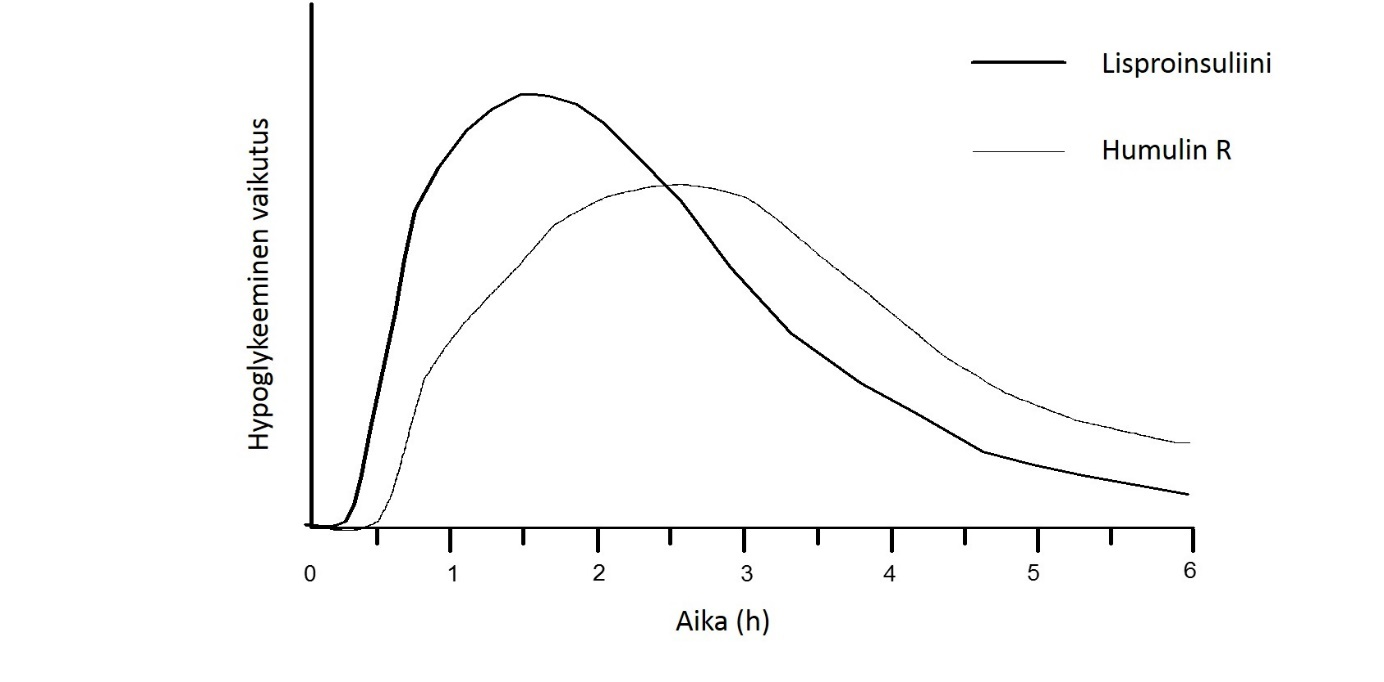 Lisproinsuliini
Humulin R
Hypoglykeeminen vaikutus
0 1 2 3 4 5 6
Aika (h)